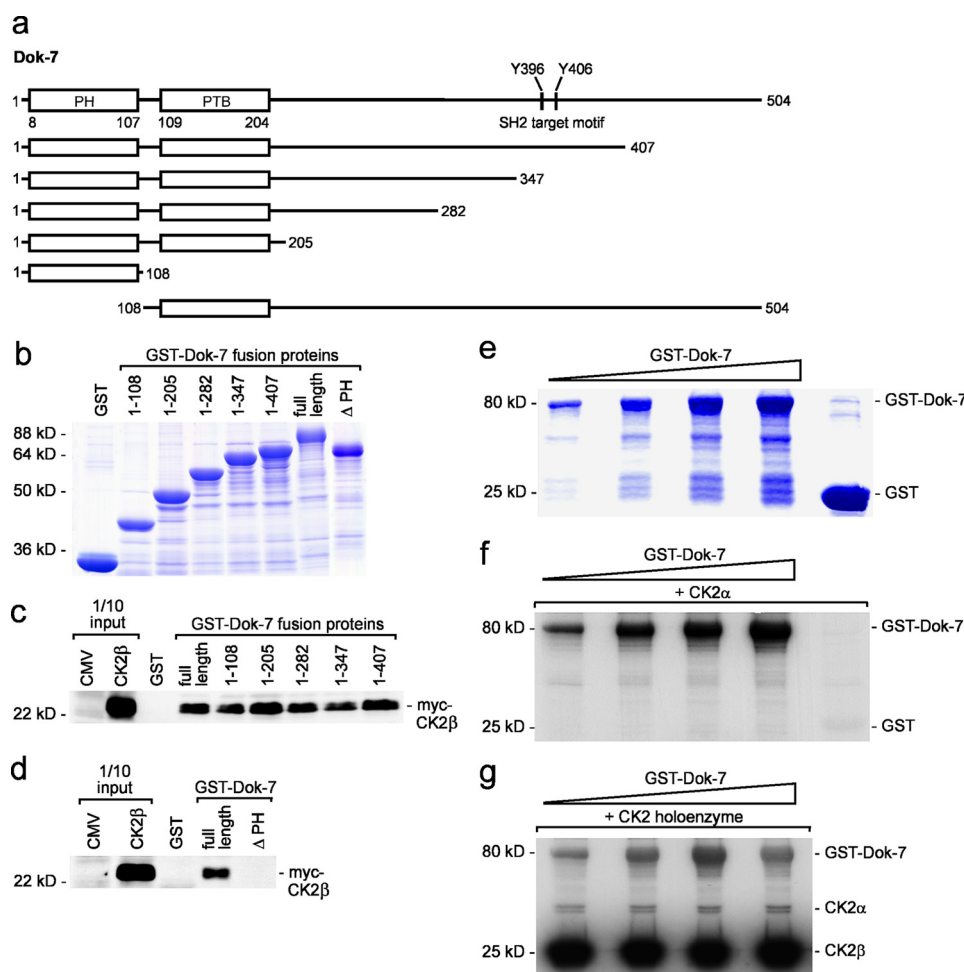 a
Dok-7
Y396 Y406
1 PH PTB 504
8 107 109 204 SH2 target motif
1 407
1 347
1 282
1 205
1 108
108 504
b
GST-Dok-7 fusion proteins
GST 1-108 1-205 1-282 1-347 1-407 full length Δ PH
88 kD -
64 kD -
50 kD -
36 kD -
c
1/10 input
GST-Dok-7 fusion proteins
CMV CK2β GST full length 1-108 1-205 1-282 1-347 1-407
22 kD - - myc-CK2β
d
1/10 input
GST-Dok-7
CMV CK2β GST full length Δ PH
22 kD - - myc-CK2β
e
GST-Dok-7
80 kD - - GST-Dok-7
25 kD - - GST
f
GST-Dok-7
+ CK2α
80 kD - - GST-Dok-7
25 kD - - GST
g
GST-Dok-7
+ CK2 holoenzyme
80 kD - - GST-Dok-7
- CK2α
25 kD - - CK2β